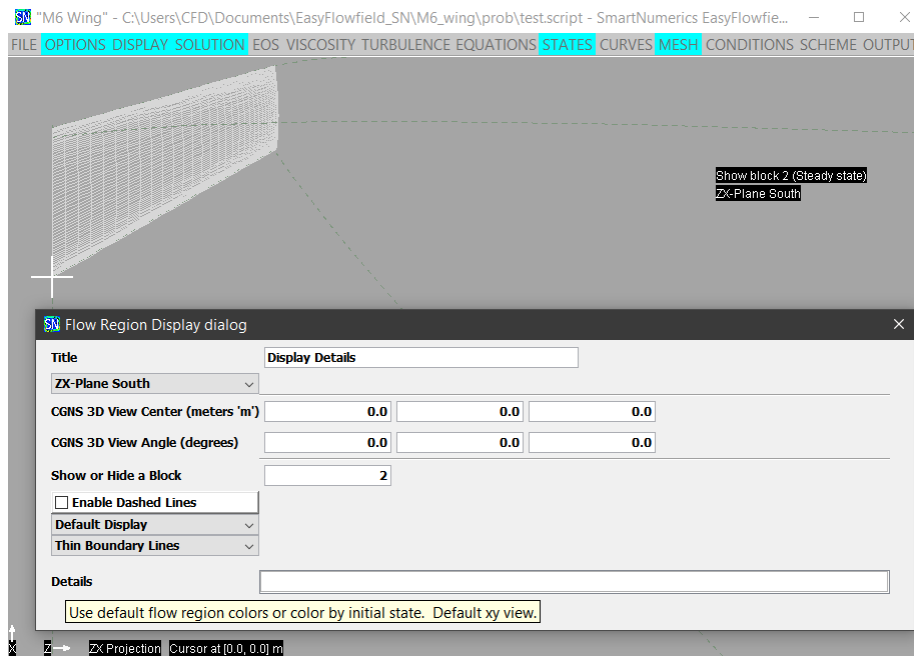 "M6 Wing" - C:\Users\CFD\Documents\EasyFlowfield_SN\M6_wing\prob\test.script - SmartNumerics EasyFlowfie...
FILE OPTIONS DISPLAY SOLUTION EOS VISCOSITY TURBULENCE EQUATIONS STATES CURVES MESH CONDITIONS SCHEME OUTPUT
Show block 2 (Steady state)
ZX-Plane South
SN Flow Region Display dialog
Title Display Details
ZX-Plane South
CGNS 3D View Center (meters 'm') 0.0 0.0 0.0
CGNS 3D View Angle (degrees) 0.0 0.0 0.0
Show or Hide a Block 2
Enable Dashed Lines
Default Display
Thin Boundary Lines
Details
Use default flow region colors or color by initial state. Default xy view.
X Z ZX Projection Cursor at [0.0, 0.0] m